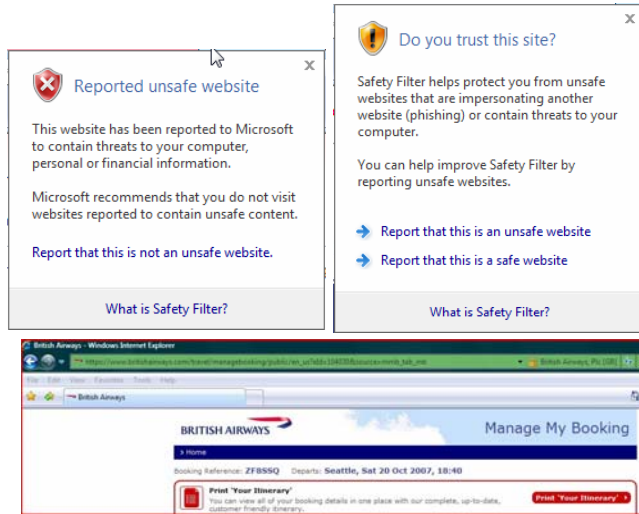 Reported unsafe website
This website has been reported to Microsoft
to contain threats to your computer,
personal or financial information.
Microsoft recommends that you do not visit
websites reported to contain unsafe content.
Report that this is not an unsafe website.
What is Safety Filter?
Do you trust this site?
Safety Filter helps protect you from unsafe
websites that are impersonating another
website (phishing) or contain threats to your
computer.
You can help improve Safety Filter by
reporting unsafe websites.
Report that this is an unsafe website
Report that this is a safe website
What is Safety Filter?
British Airways - Windows Internet Explorer
British Airways, Plc [GB]
File Edit View Favorites Tools Help
British Airways
BRITISH AIRWAYS
Manage My Booking
> Home
Booking Reference: ZF8SSQ Departs: Seattle, Sat 20 Oct 2007, 18:40
Print 'Your Itinerary'
You can view all of your booking details in one place with our complete, up-to-date,
customer friendly itinerary.
Print 'Your Itinerary' >